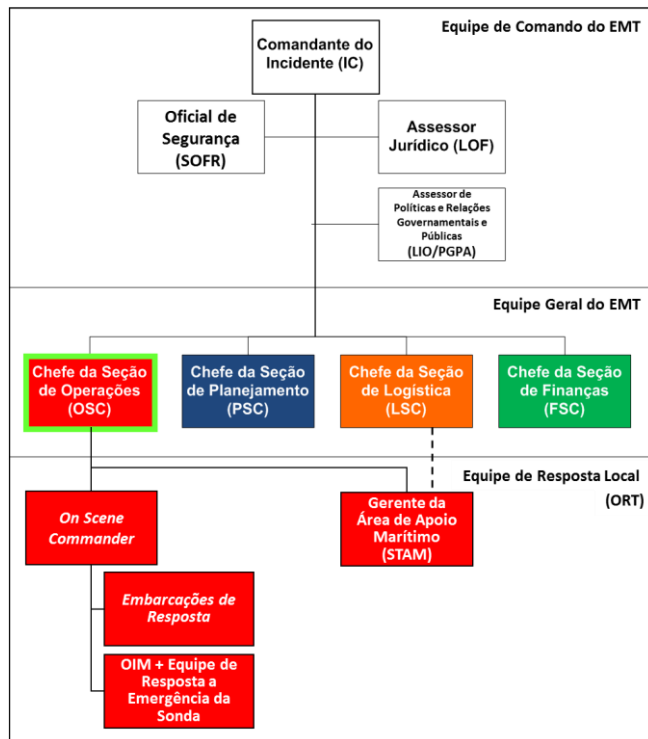 Equipe de Comando do EMT
Comandante do
Incidente (IC)
Oficial de
Segurança
(SOFR)
Assessor
Jurídico (LOF)
Assessor de
Políticas e Relações
Governamentais e
Públicas
(LIO/PGPA)
Equipe Geral do EMT
Chefe da Seção
de Operações
(OSC)
Chefe da Seção
de Planejamento
(PSC)
Chefe da Seção
de Logística
(LSC)
Chefe da Seção
de Finanças
(FSC)
Equipe de Resposta Local
(ORT)
On Scene
Commander
Gerente da
Área de Apoio
Marítimo
(STAM)
Embarcações de
Resposta
OIM + Equipe de
Resposta a
Emergência da
Sonda